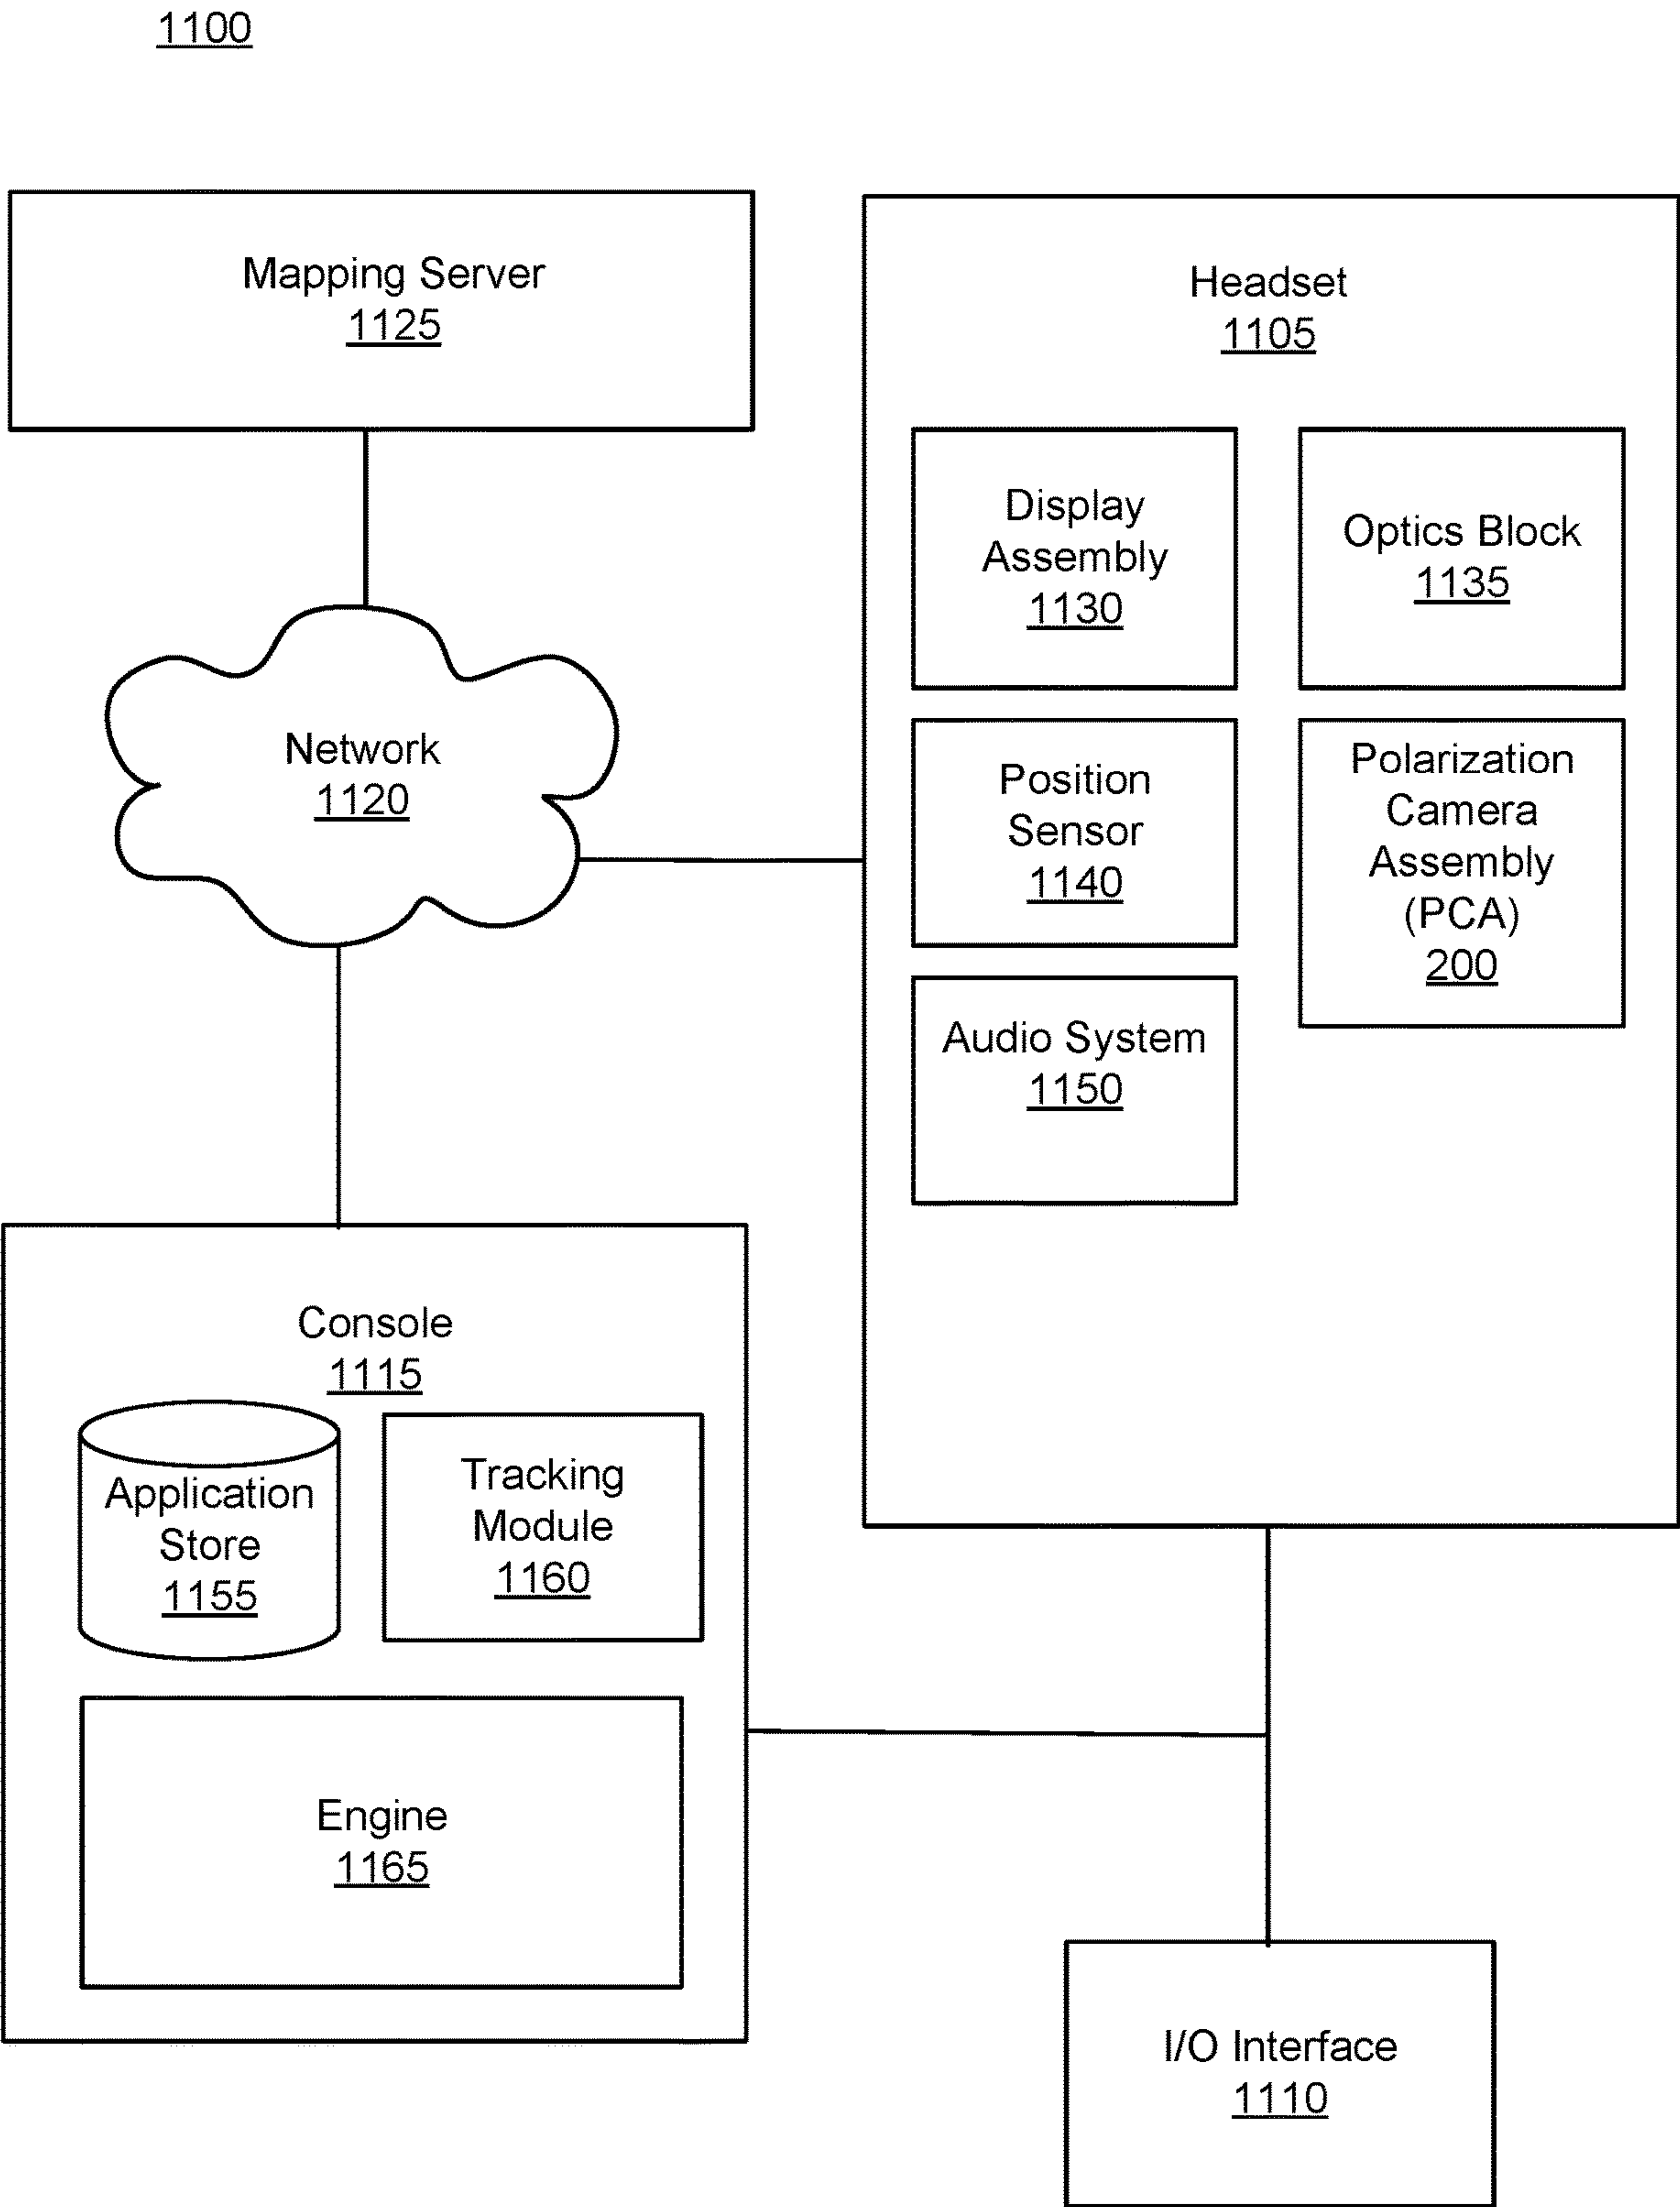 1100
Mapping Server
1125
Headset
1105
Display
Assembly
1130
Optics Block
1135
Network
1120
Position
Sensor
1140
Polarization
Camera
Assembly
(PCA)
200
Audio System
1150
Console
1115
Application
Store
1155
Tracking
Module
1160
Engine
1165
I/O Interface
1110